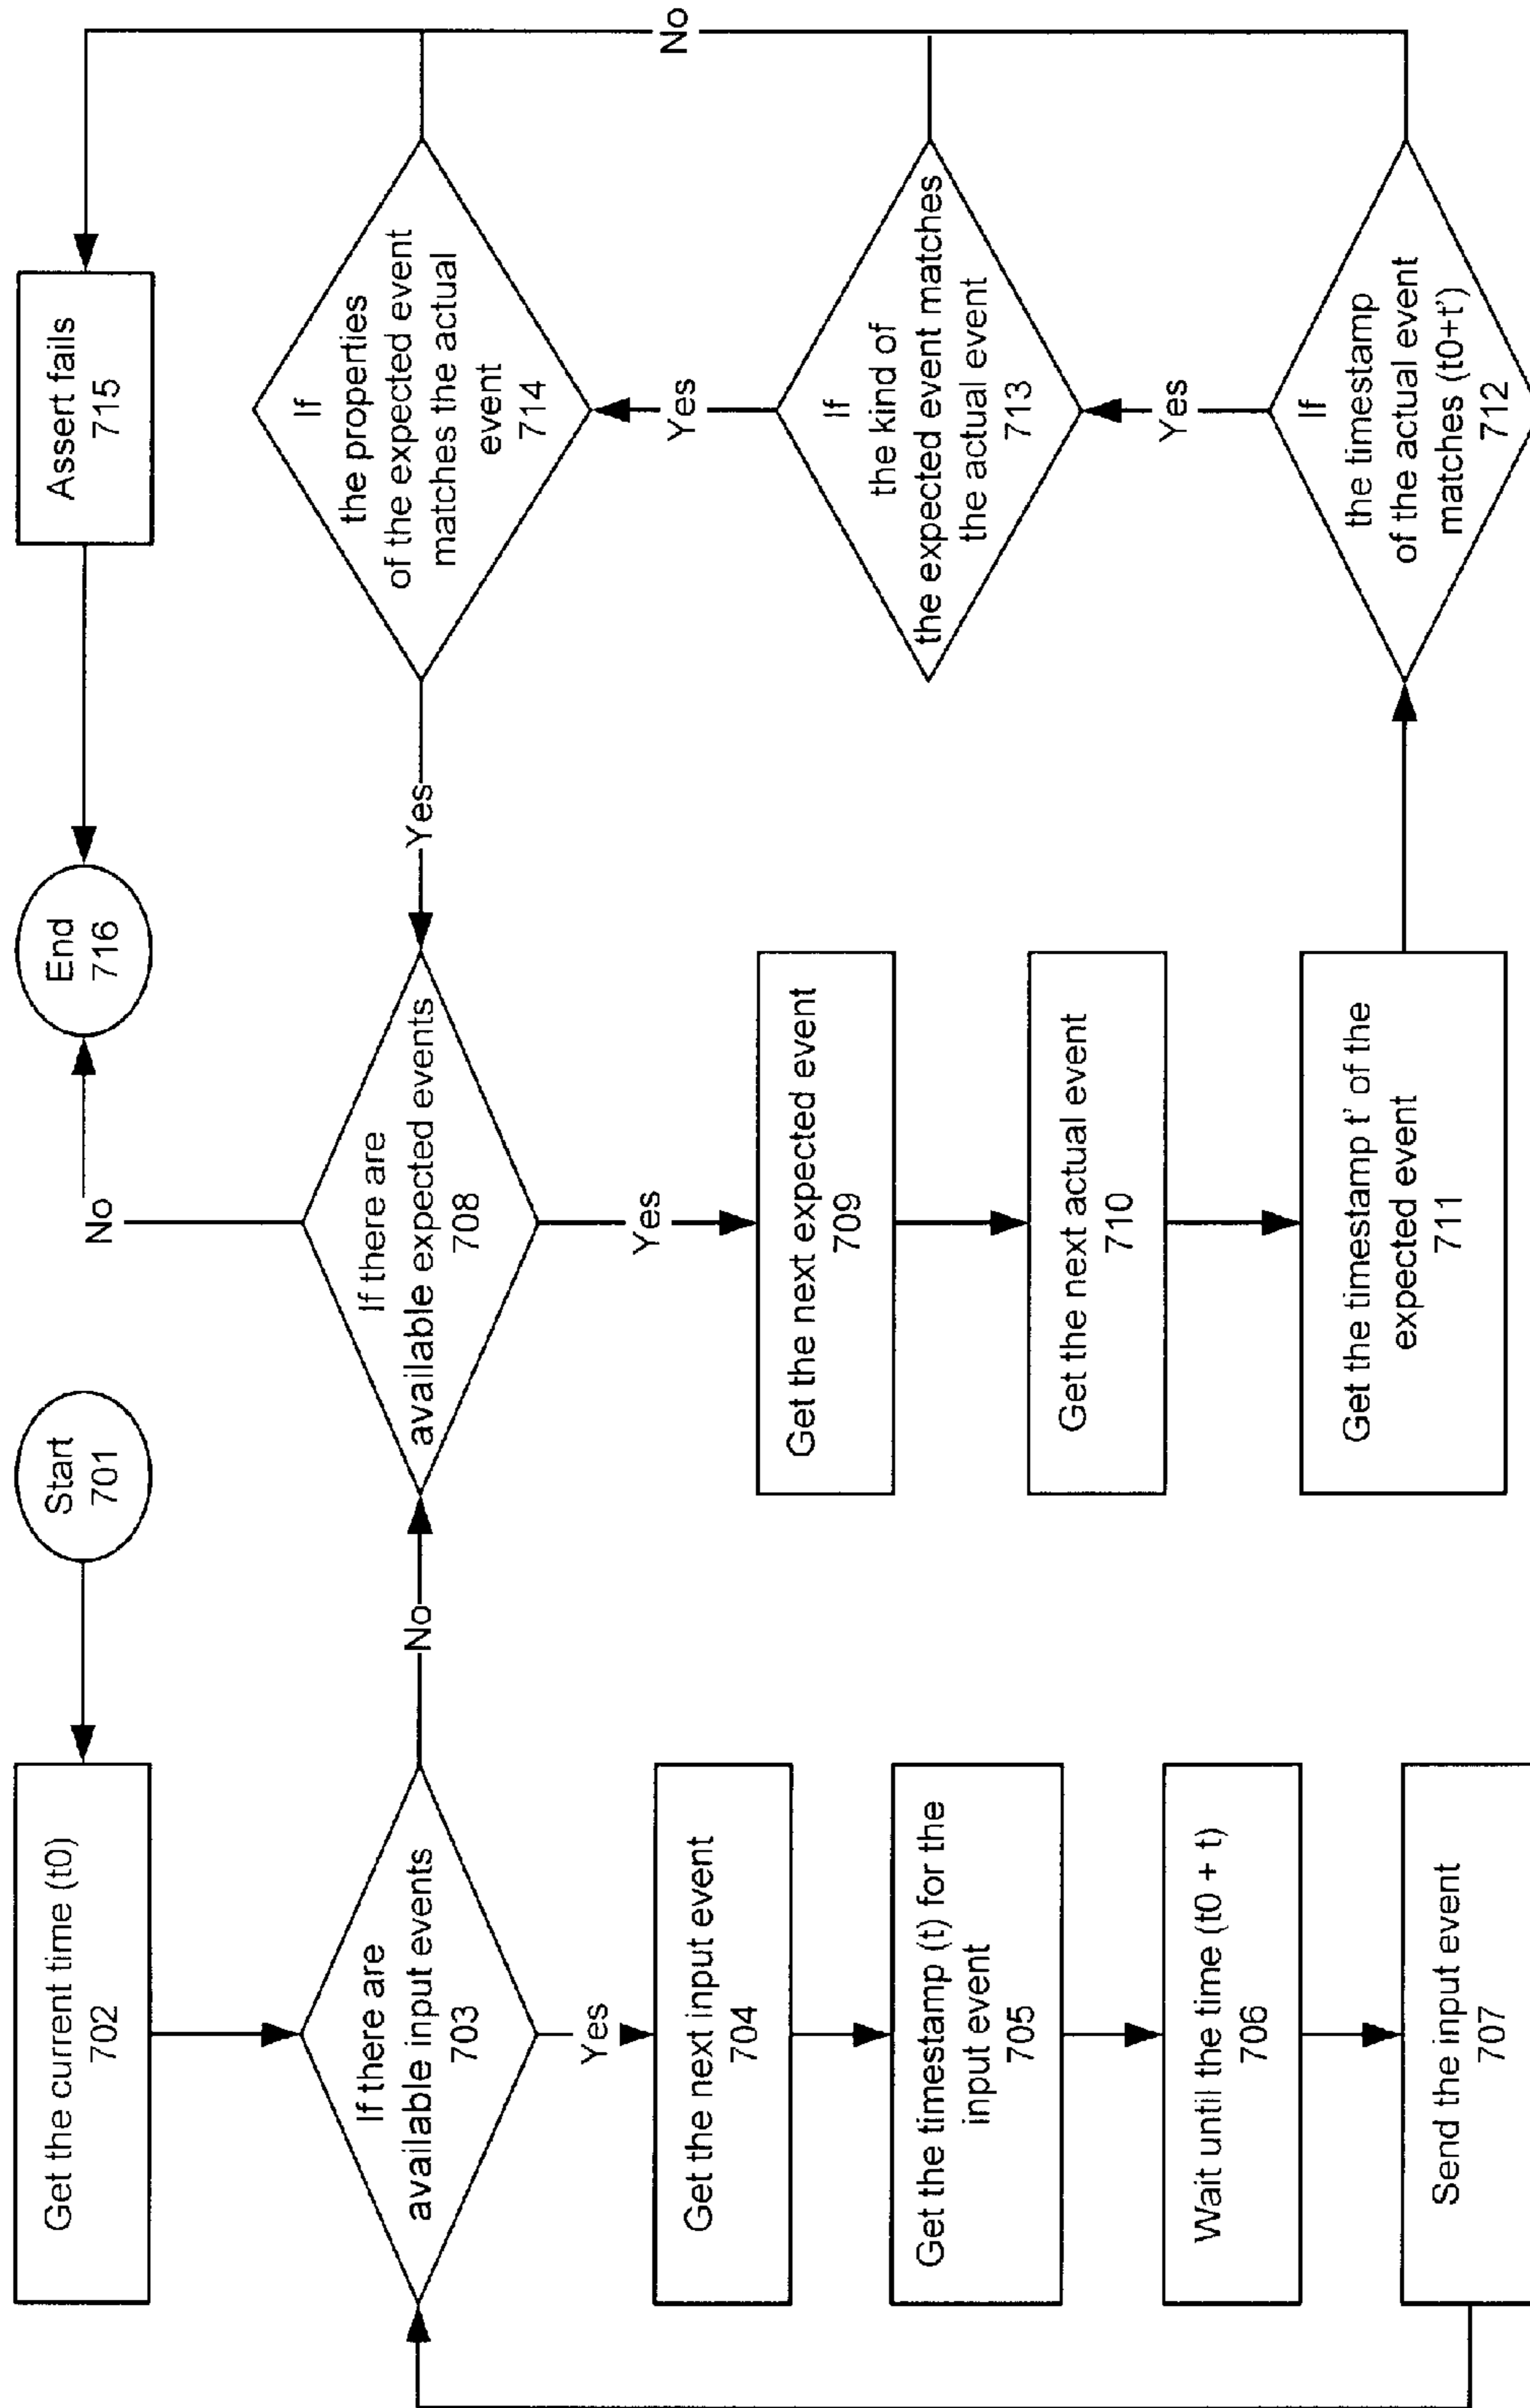 Start
701
Get the current time (t0)
702
If there are
available input events
703
Yes
No
Get the next input event
704
Get the timestamp (t) for the
input event
705
Wait until the time (t0 + t)
706
Send the input event
707
If there are
available expected events
708
No
Yes
Get the next expected event
709
Get the next actual event
710
Get the timestamp t' of the
expected event
711
If
the timestamp
of the actual event
matches (t0+t')
712
Yes
If
the kind of
the expected event matches
the actual event
713
Yes
If
the properties
of the expected event
matches the actual
event
714
Yes
No
Assert fails
715
End
716